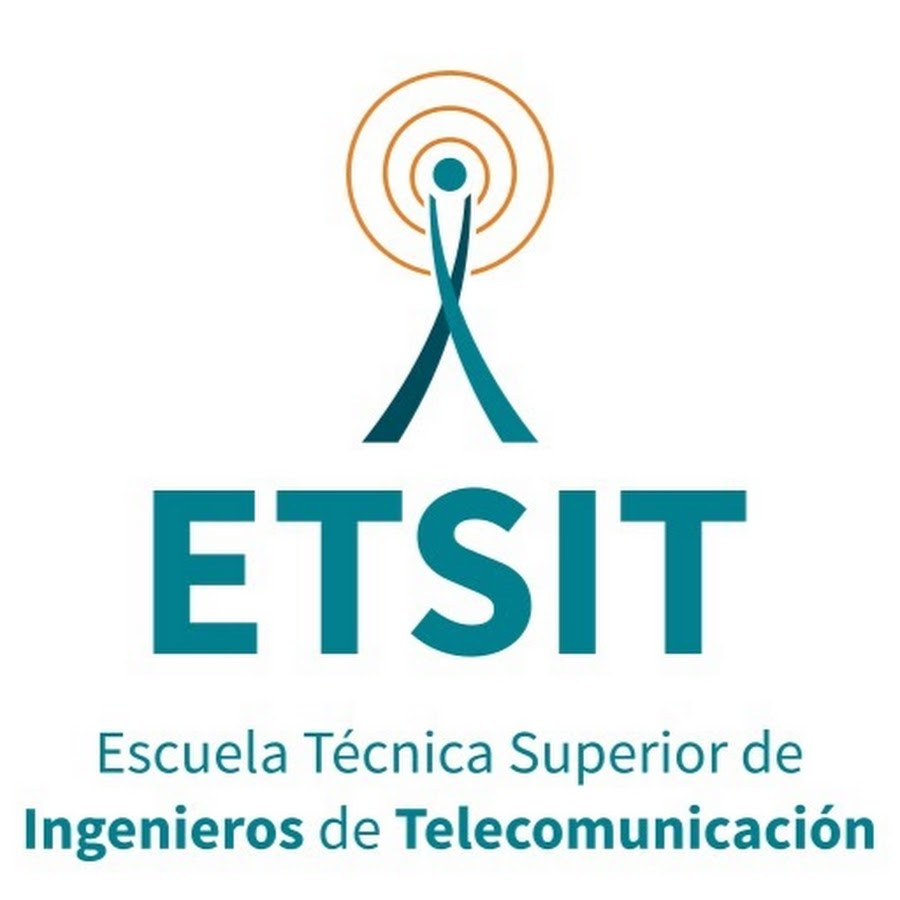 ETSIT
Escuela Técnica Superior de
Ingenieros de Telecomunicación